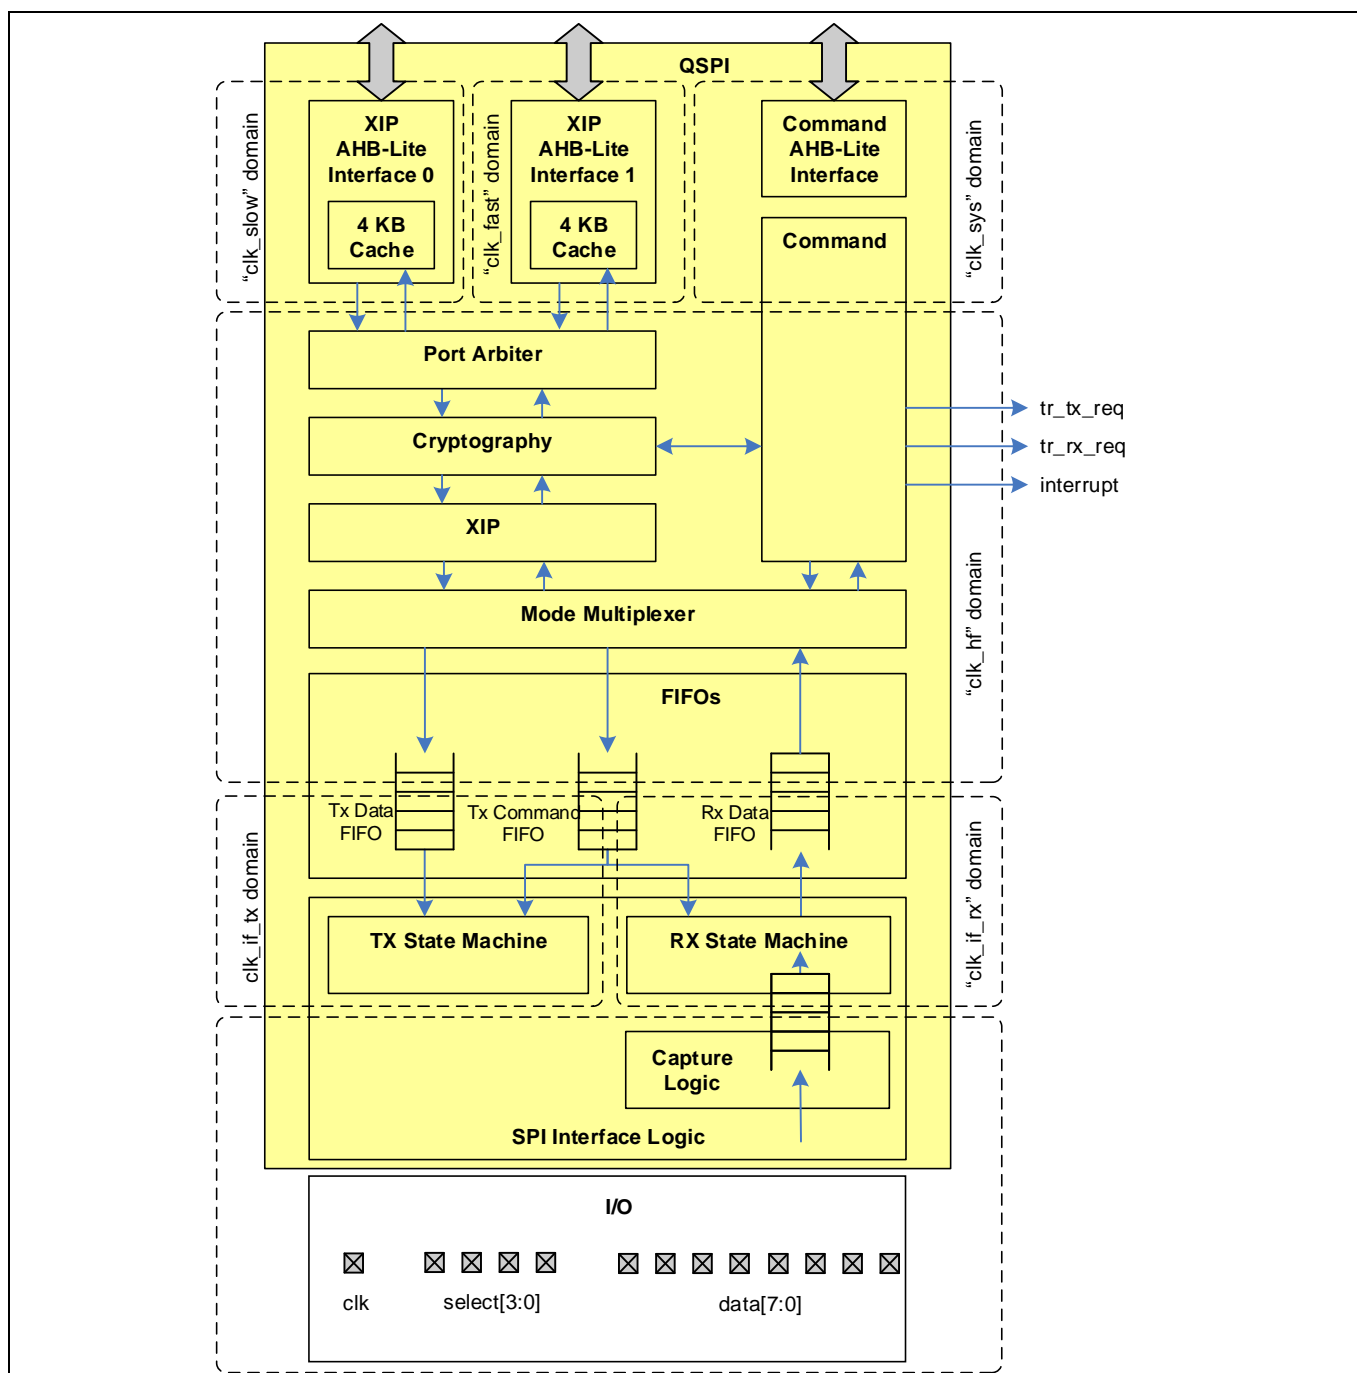 QSPI
"clk_slow" domain
XIP
AHB-Lite
Interface 0
4 KB
Cache
"clk_fast" domain
XIP
AHB-Lite
Interface 1
4 KB
Cache
Command
AHB-Lite
Interface
"clk_sys" domain
Command
Port Arbiter
Cryptography
XIP
tr_tx_req
tr_rx_req
interrupt
Mode Multiplexer
"clk_hf" domain
FIFOs
Tx Data
FIFO
Tx Command
FIFO
Rx Data
FIFO
clk_if_tx domain
"clk_if_rx" domain
TX State Machine
RX State Machine
Capture
Logic
SPI Interface Logic
I/O
clk
select[3:0]
data[7:0]